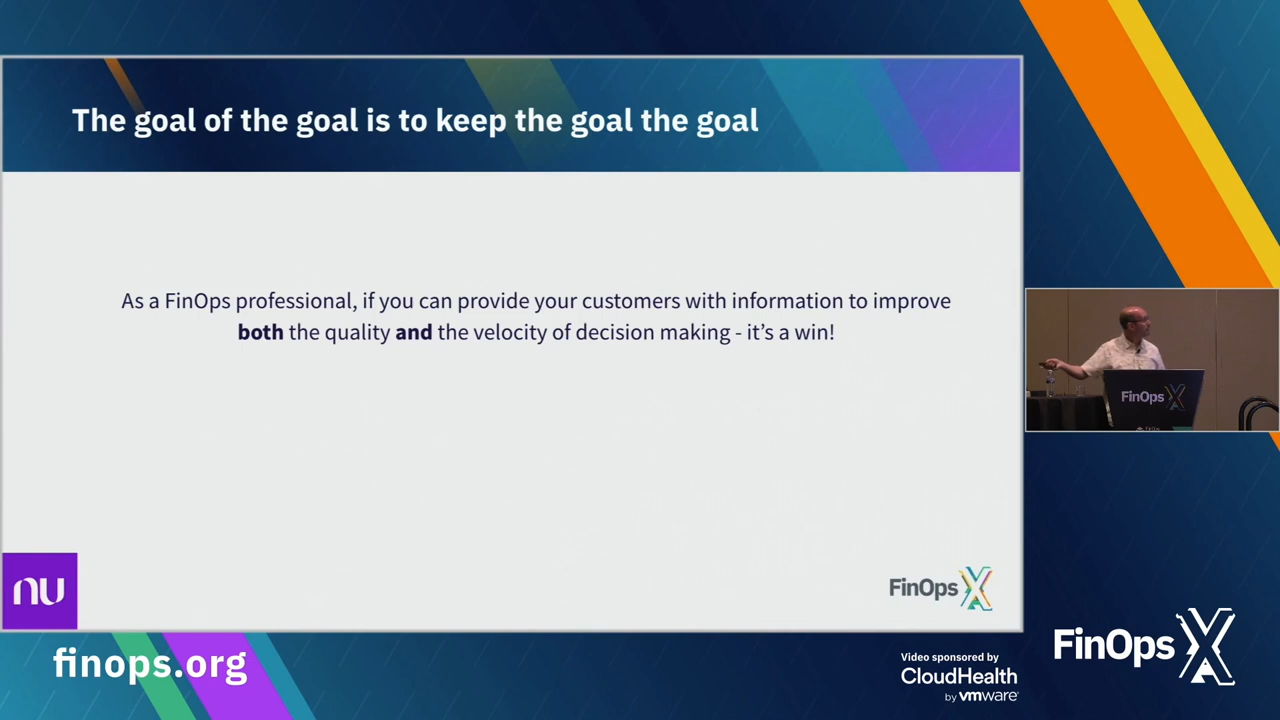 The goal of the goal is to keep the goal the goal
As a FinOps professional, if you can provide your customers with information to improve
both the quality and the velocity of decision making - it's a win!
FinOps X
nu
FinOps X
finops.org
Video sponsored by
CloudHealth
by vmware
FinOps X